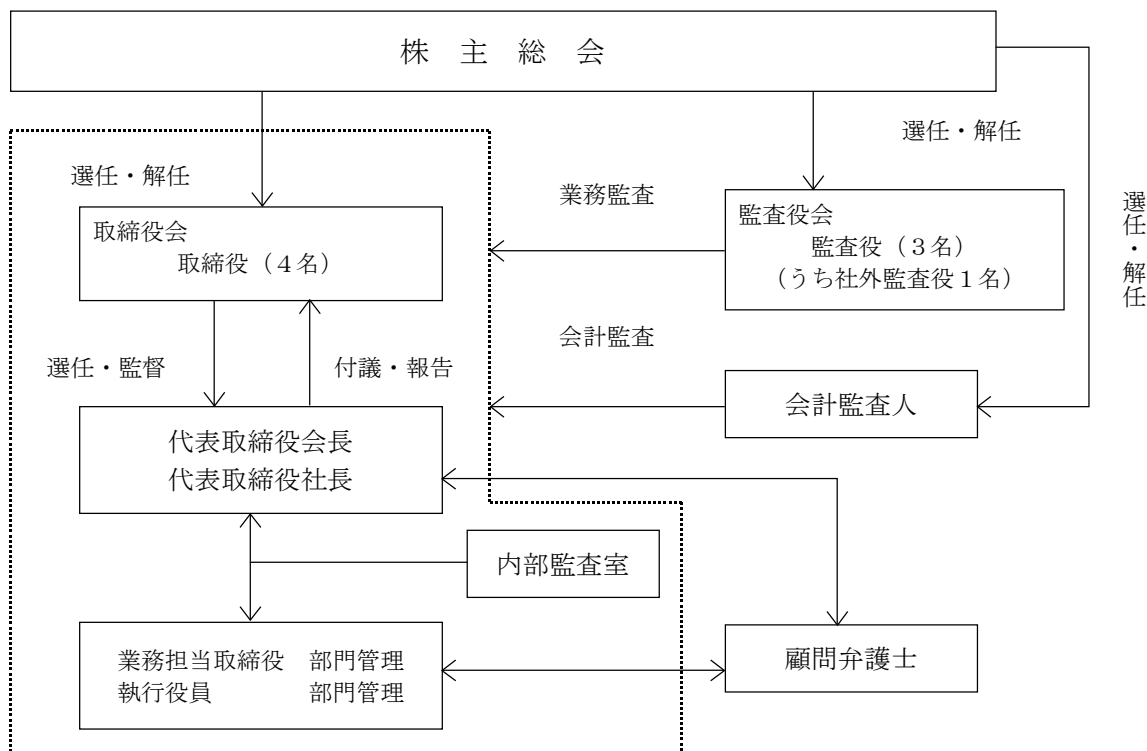 株　主　総　会
選任・解任
選任・解任
業務監査
選任・解任
取締役会
取締役（４名）
監査役会
監査役（３名）
（うち社外監査役１名）
会計監査
選任・監督
付議・報告
会計監査人
代表取締役会長
代表取締役社長
内部監査室
業務担当取締役　部門管理
執行役員　部門管理
顧問弁護士